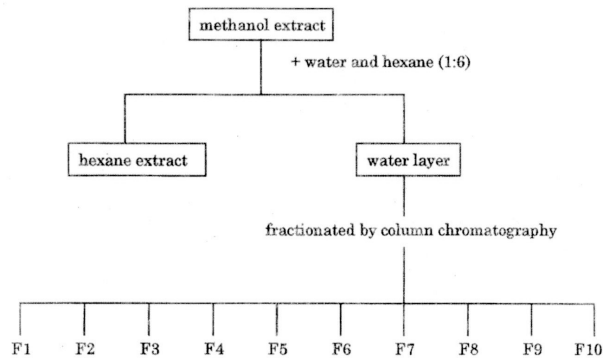 methanol extract
+ water and hexane (1:6)
hexane extract
water layer
fractionated by column chromatography
F1 F2 F3 F4 F5 F6 F7 F8 F9 F10